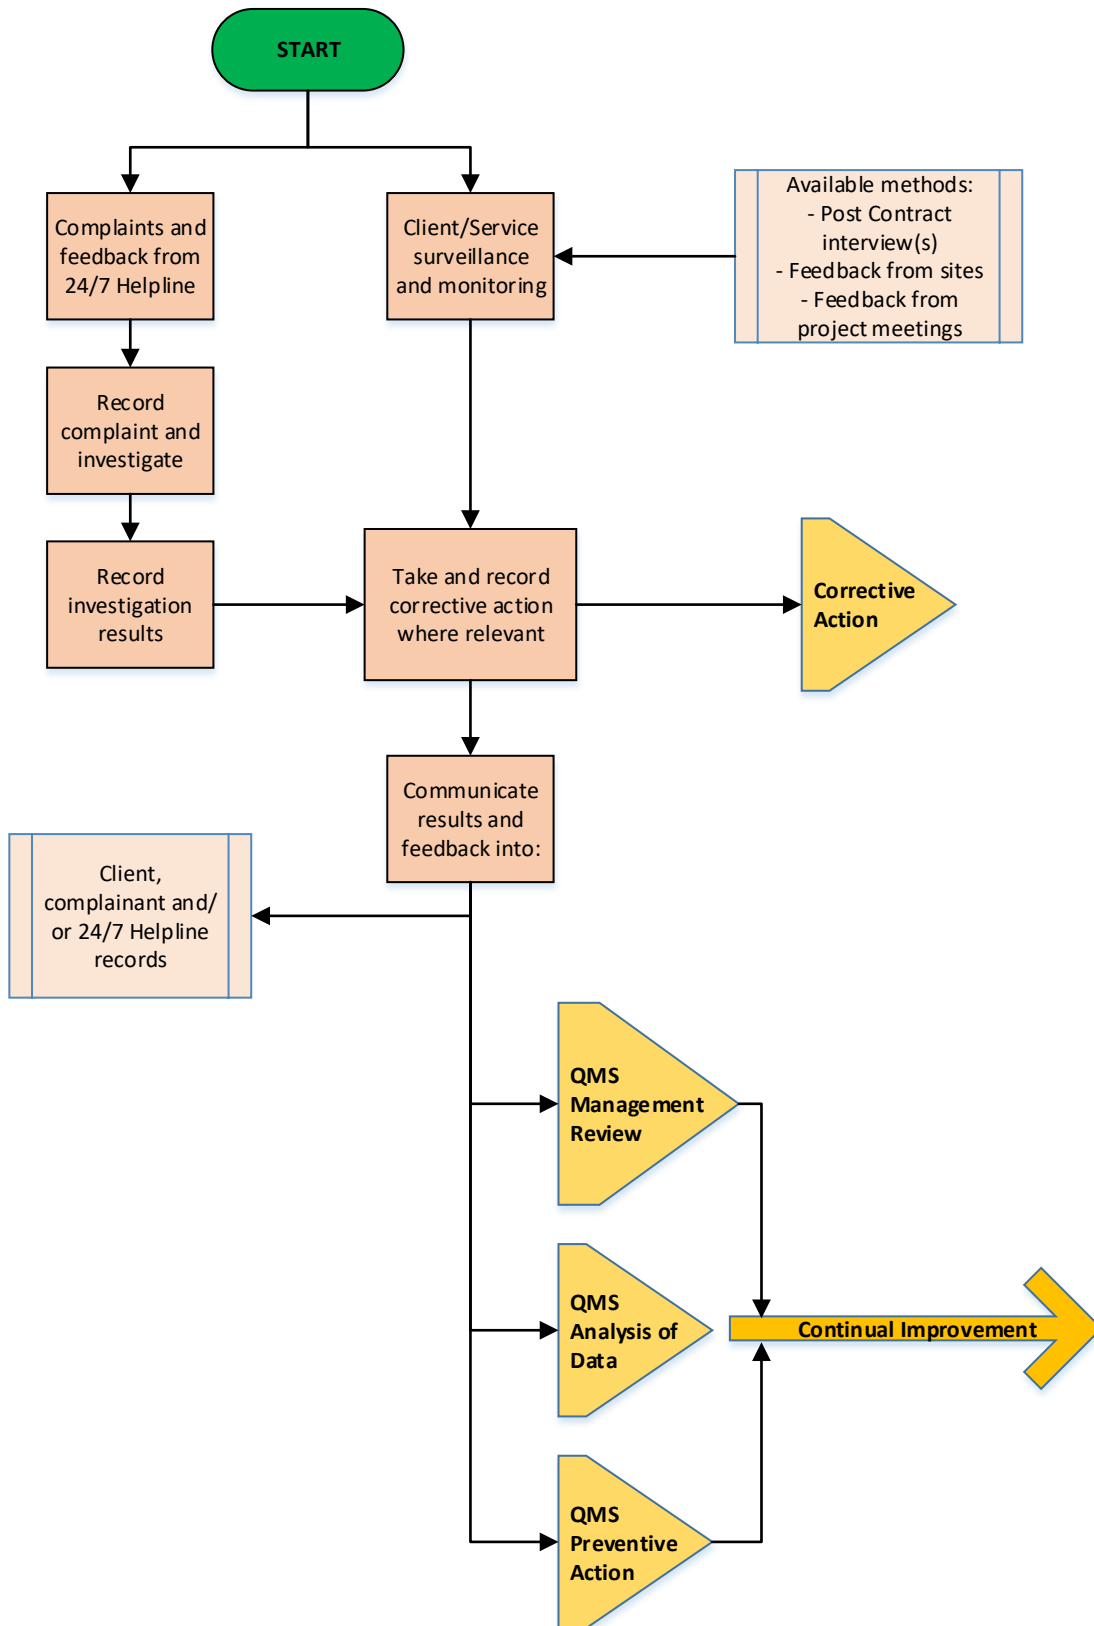 START
Complaints and
feedback from
24/7 Helpline
Client/Service
surveillance
and monitoring
Available methods:
- Post Contract
interview(s)
- Feedback from sites
- Feedback from
project meetings
Record
complaint and
investigate
Record
investigation
results
Take and record
corrective action
where relevant
Corrective
Action
Communicate
results and
feedback into:
Client,
complainant and/
or 24/7 Helpline
records
QMS
Management
Review
QMS
Analysis of
Data
Continual Improvement
QMS
Preventive
Action